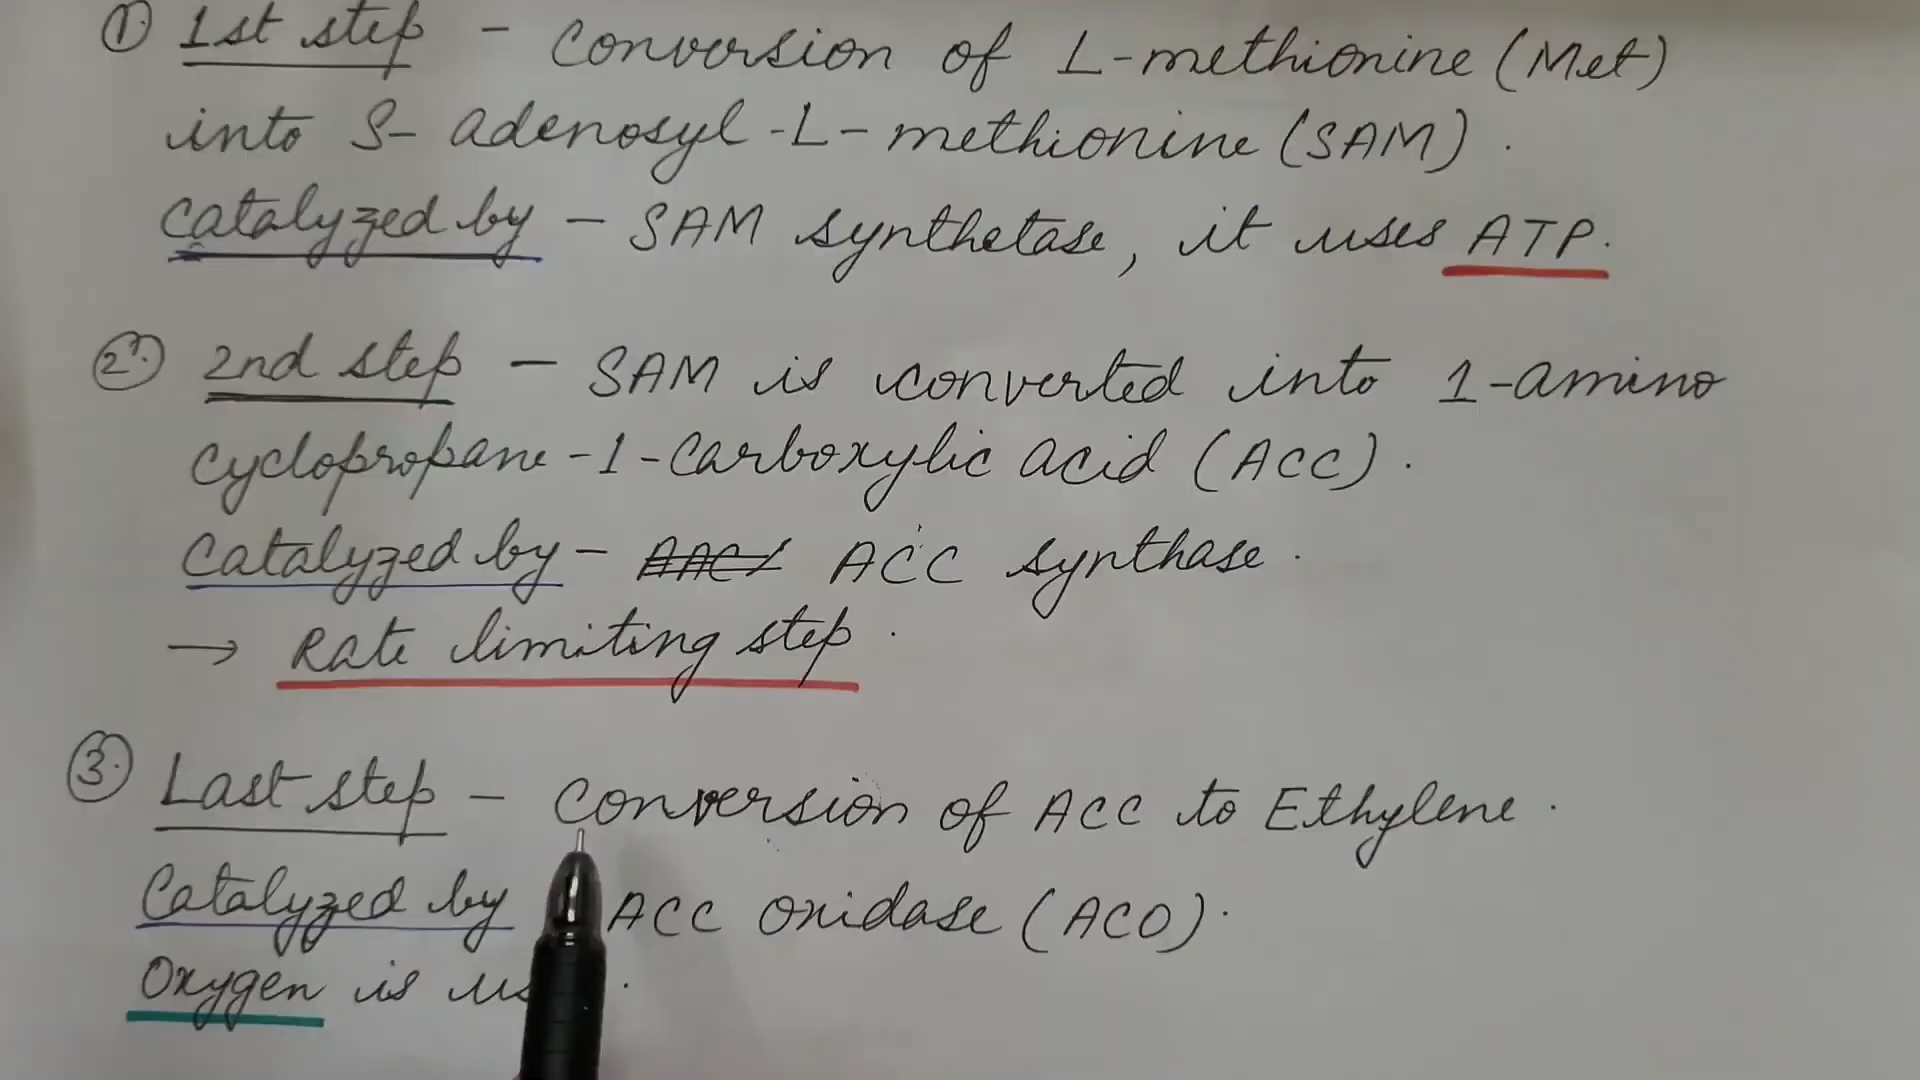 ① 1st step - Conversion of L-methionine (Met)
into S-adenosyl-L-methionine (SAM).
Catalyzed by - SAM synthetase, it uses ATP.
② 2nd step - SAM is converted into 1-amino
cyclopropane-1-carboxylic acid (ACC).
Catalyzed by - ACC synthase.
→ Rate limiting step.
③ Last step - Conversion of ACC to Ethylene.
Catalyzed by ACC oxidase (ACO).
Oxygen is